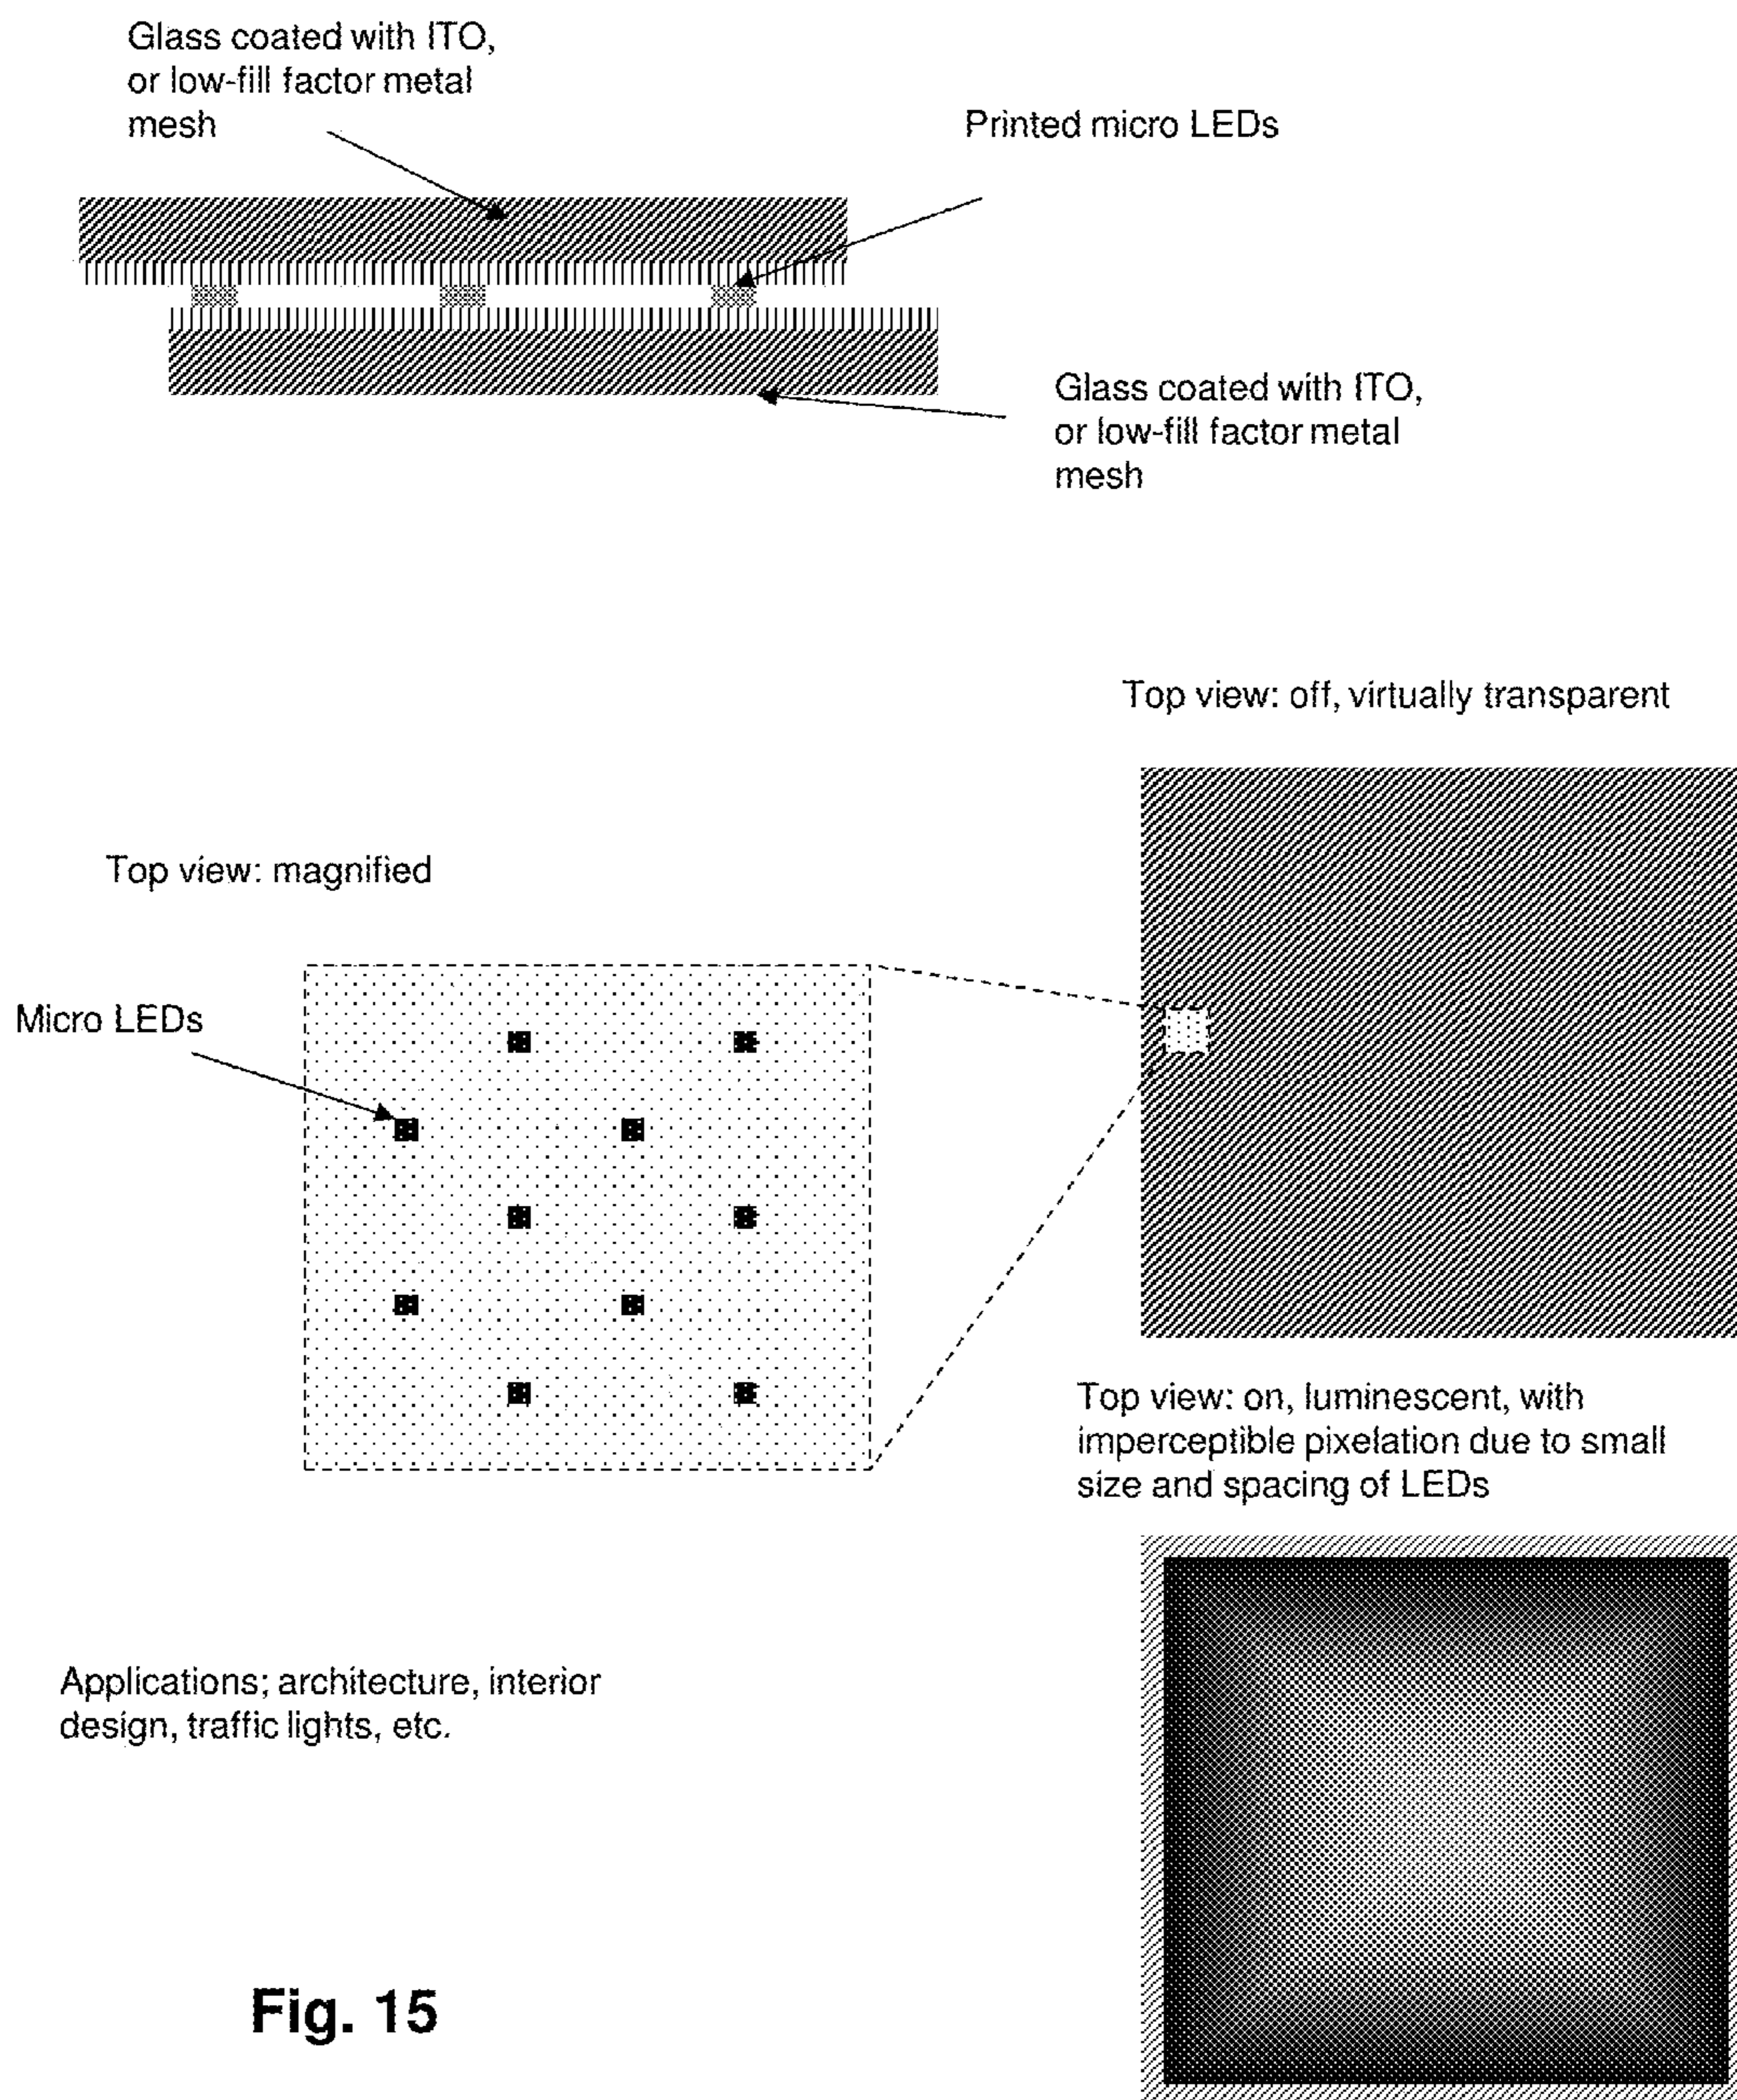 Glass coated with ITO,
or low-fill factor metal
mesh
Printed micro LEDs
Glass coated with ITO,
or low-fill factor metal
mesh
Top view: off, virtually transparent
Top view: magnified
Micro LEDs
Top view: on, luminescent, with
imperceptible pixelation due to small
size and spacing of LEDs
Applications; architecture, interior
design, traffic lights, etc.
Fig. 15